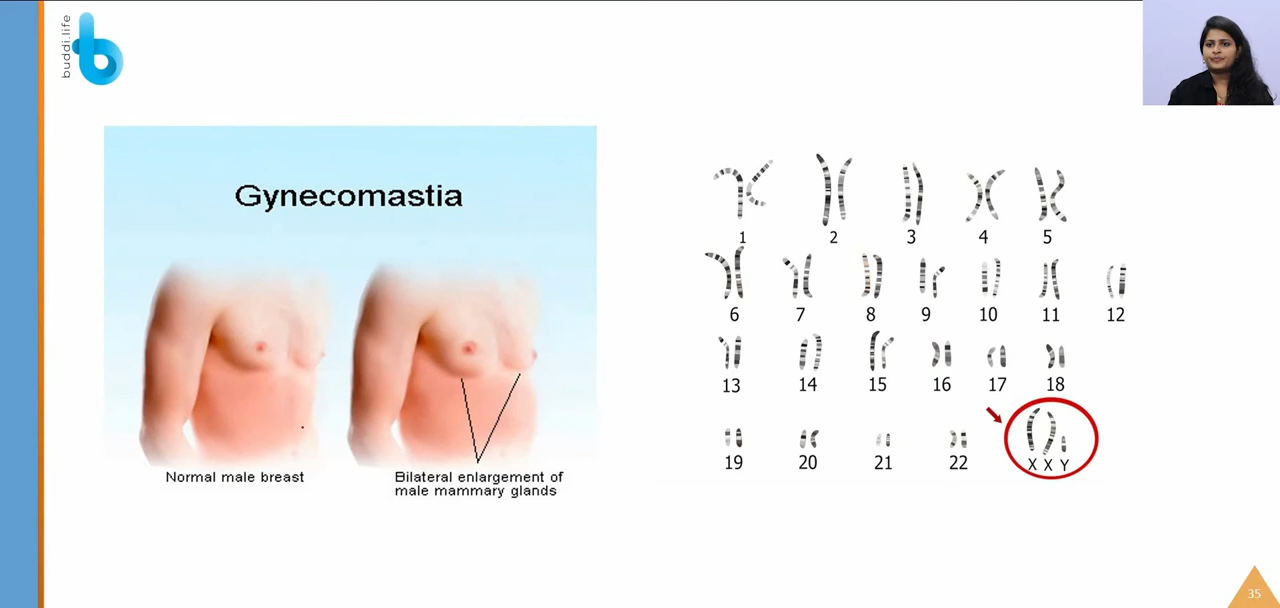 buddi.life
Gynecomastia
Normal male breast
Bilateral enlargement of
male mammary glands
1 2 3 4 5
6 7 8 9 10 11 12
13 14 15 16 17 18
19 20 21 22 X X Y
35